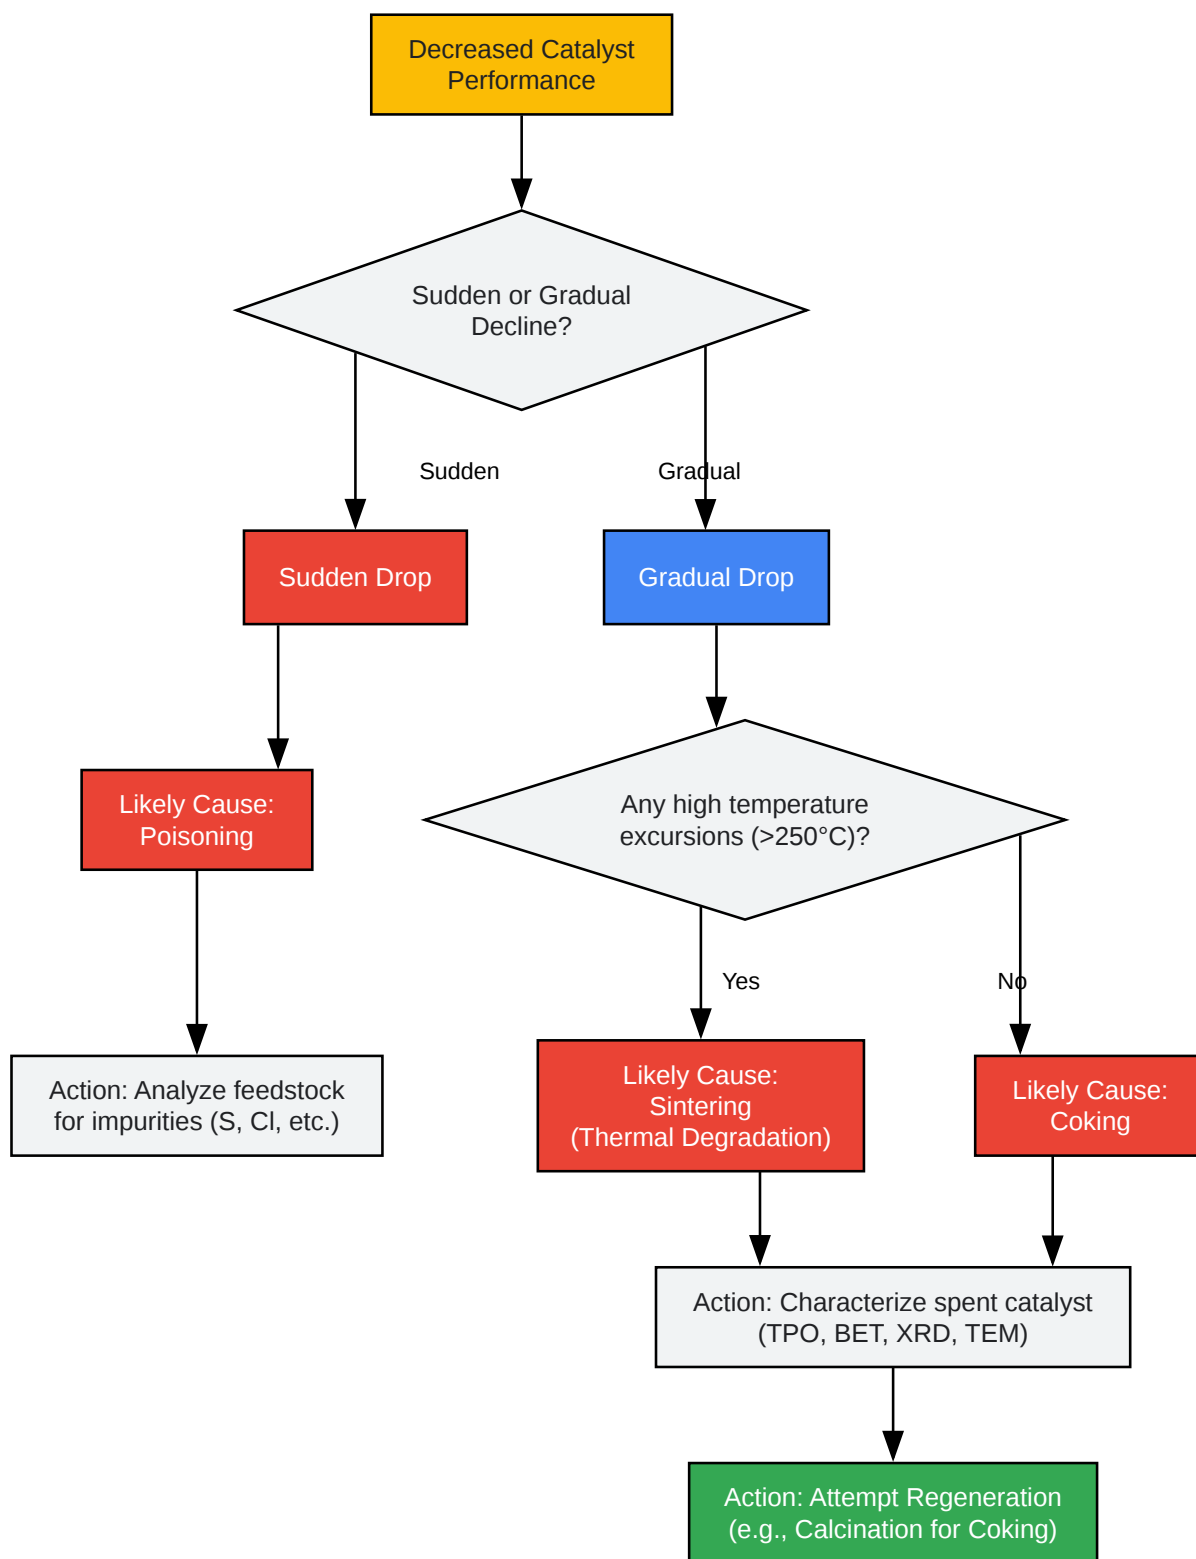 Decreased Catalyst
Performance
Sudden or Gradual
Decline?
Sudden
Gradual
Sudden Drop
Gradual Drop
Likely Cause:
Poisoning
Any high temperature
excursions (>250°C)?
Yes
No
Action: Analyze feedstock
for impurities (S, Cl, etc.)
Likely Cause:
Sintering
(Thermal Degradation)
Likely Cause:
Coking
Action: Characterize spent catalyst
(TPO, BET, XRD, TEM)
Action: Attempt Regeneration
(e.g., Calcination for Coking)